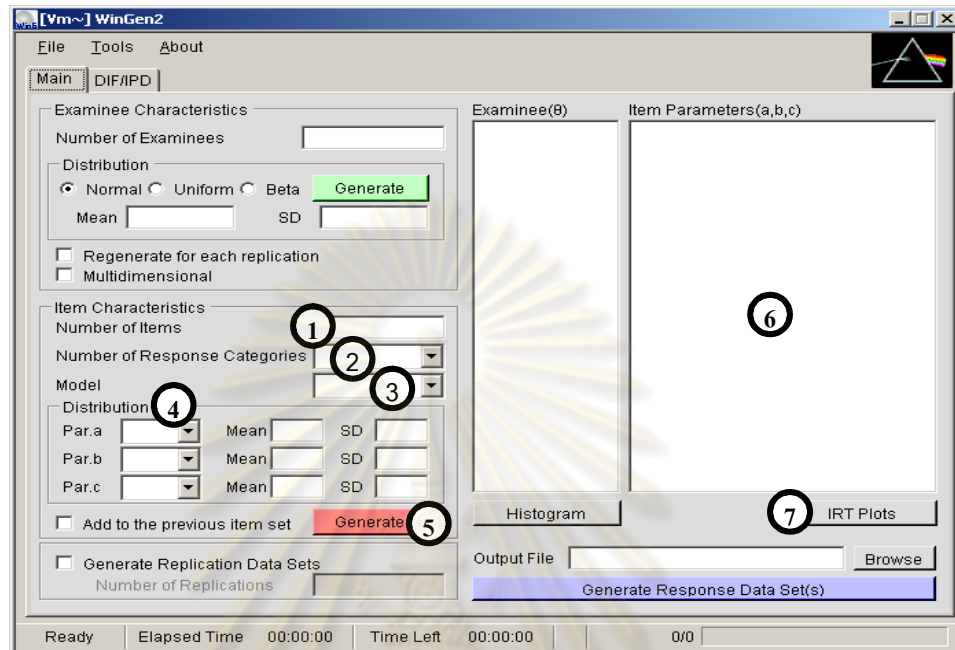 [Vm~] WinGen2
File Tools About
Main DIF/IPD
Examinee Characteristics
Number of Examinees
Distribution
Normal Uniform Beta Generate
Mean SD
Regenerate for each replication
Multidimensional
Item Characteristics
Number of Items 1
Number of Response Categories 2
Model 3
Distribution 4
Par.a Mean SD
Par.b Mean SD
Par.c Mean SD
Add to the previous item set Generate 5
Generate Replication Data Sets
Number of Replications
Examinee(θ) Item Parameters(a,b,c)
6
Histogram 7 IRT Plots
Output File Browse
Generate Response Data Set(s)
Ready Elapsed Time 00:00:00 Time Left 00:00:00 0/0